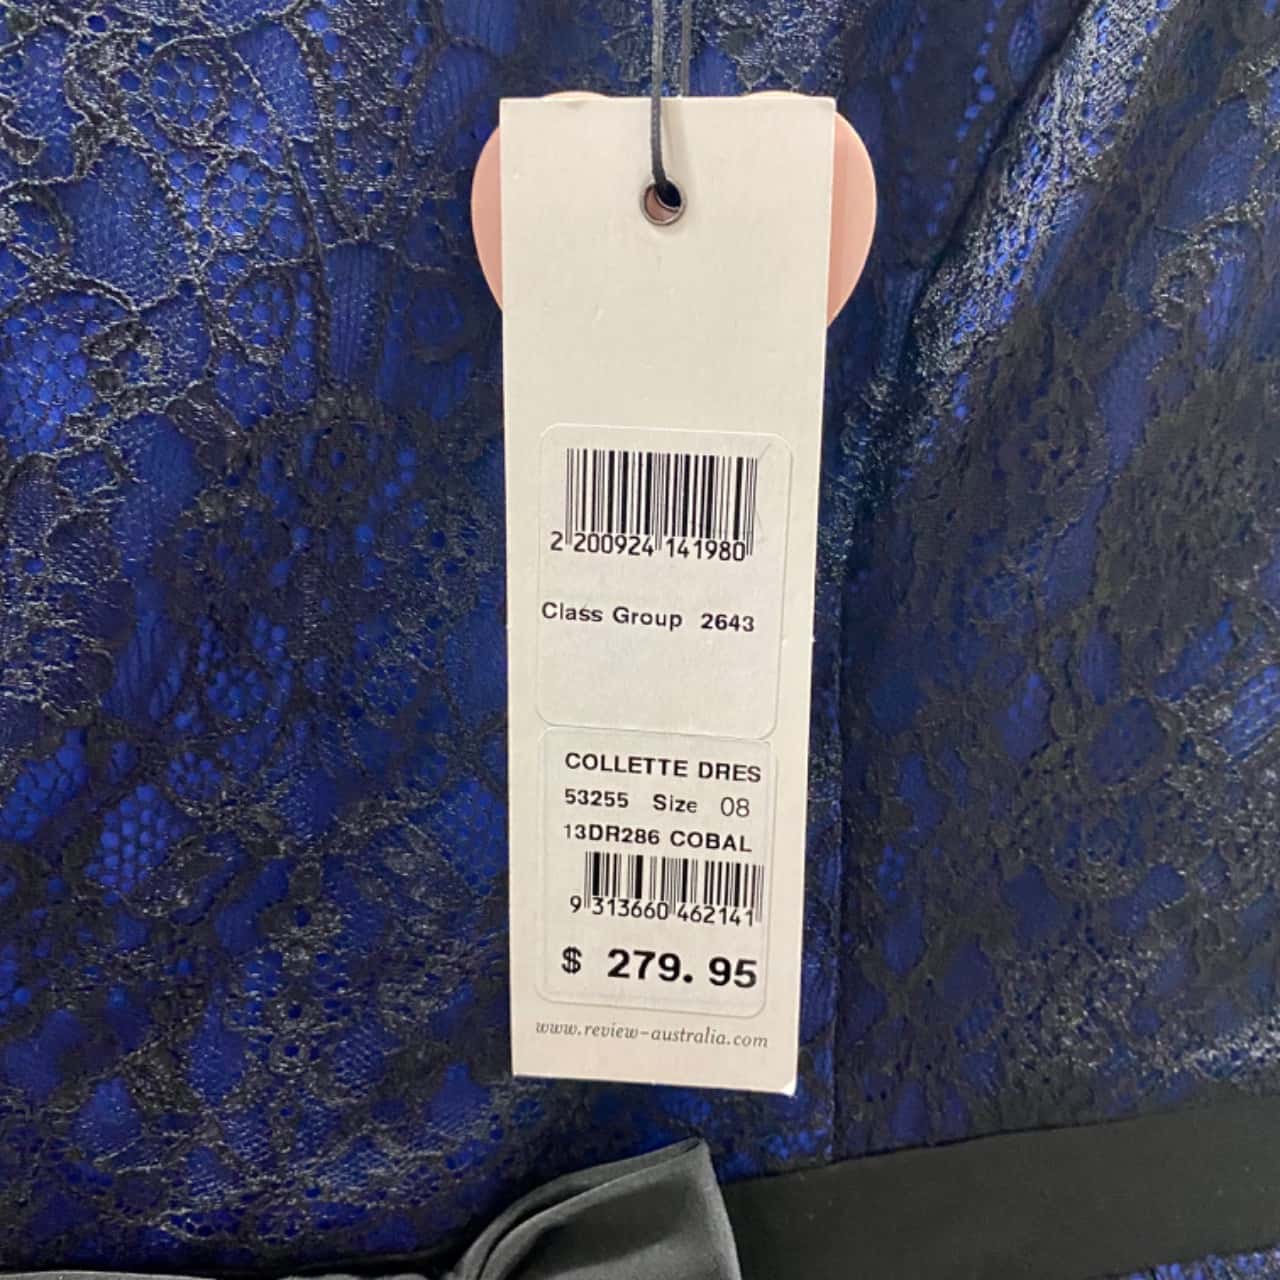 2 200924 141980
Class Group 2643
COLLETTE DRES
53255 Size 08
13DR286 COBAL
9 313660 462141
$ 279.95
www.review-australia.com